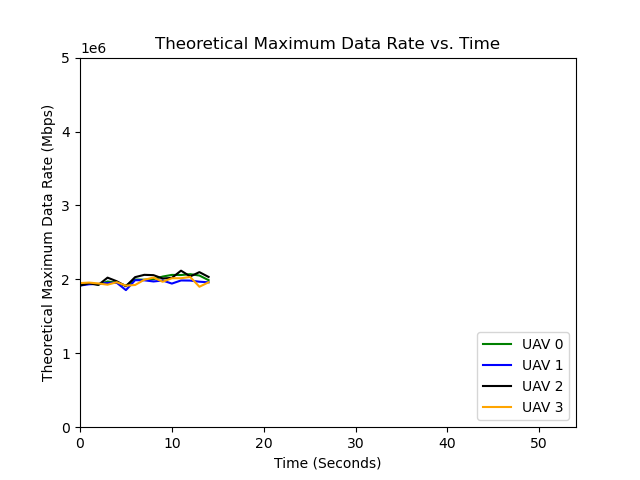 Theoretical Maximum Data Rate vs. Time
1e6
5
4
3
2
1
0
Theoretical Maximum Data Rate (Mbps)
0 10 20 30 40 50
Time (Seconds)
UAV 0
UAV 1
UAV 2
UAV 3